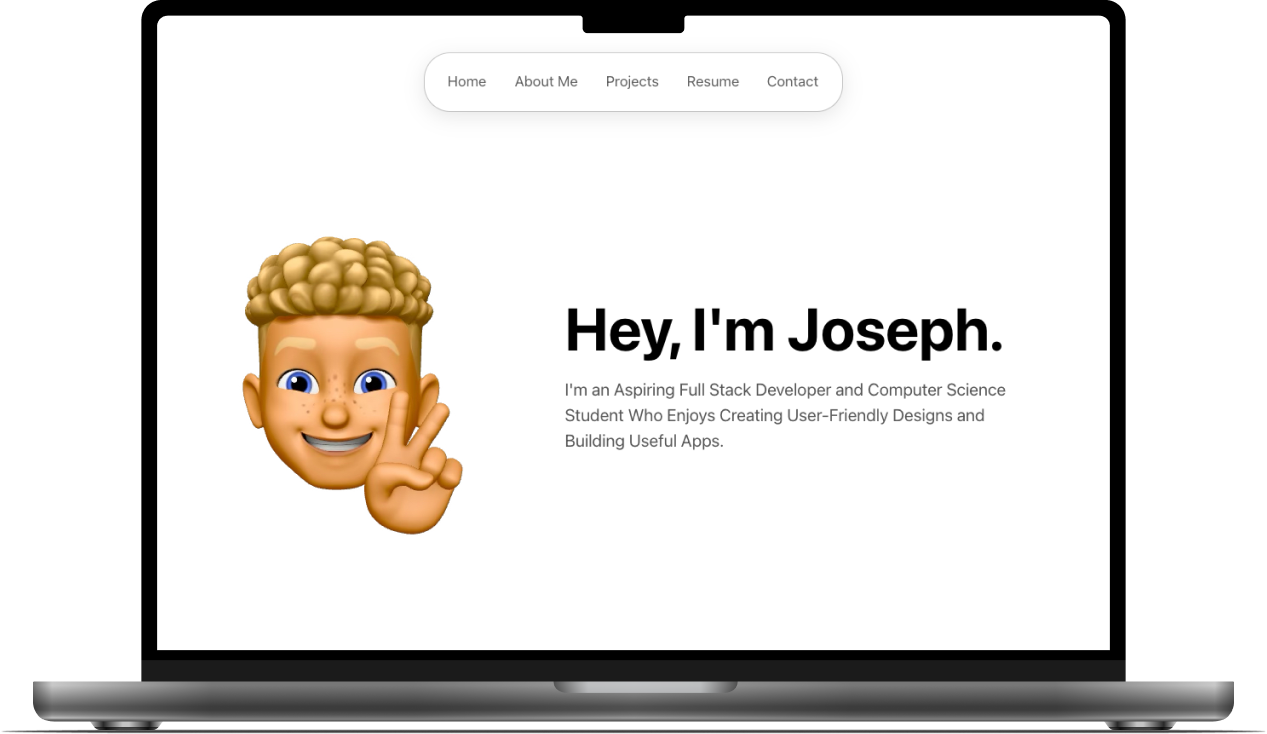 Home About Me Projects Resume Contact
Hey, I'm Joseph.
I'm an Aspiring Full Stack Developer and Computer Science
Student Who Enjoys Creating User-Friendly Designs and
Building Useful Apps.